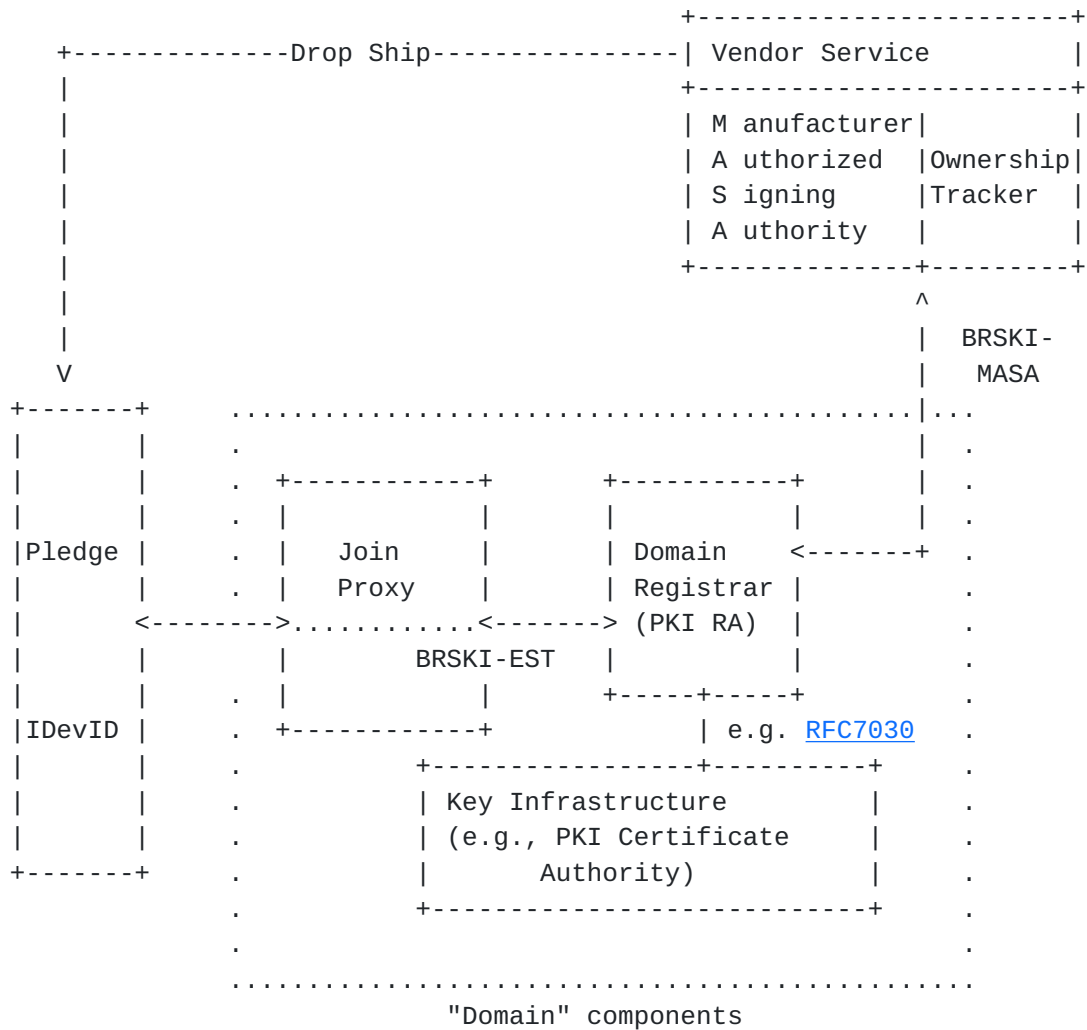 Drop Ship
Vendor Service
M anufacturer
A uthorized Ownership
S igning Tracker
A uthority
BRSKI-
MASA
Pledge Join Domain
Proxy Registrar
(PKI RA)
BRSKI-EST
IDevID e.g. RFC7030
Key Infrastructure
(e.g., PKI Certificate
Authority)
"Domain" components